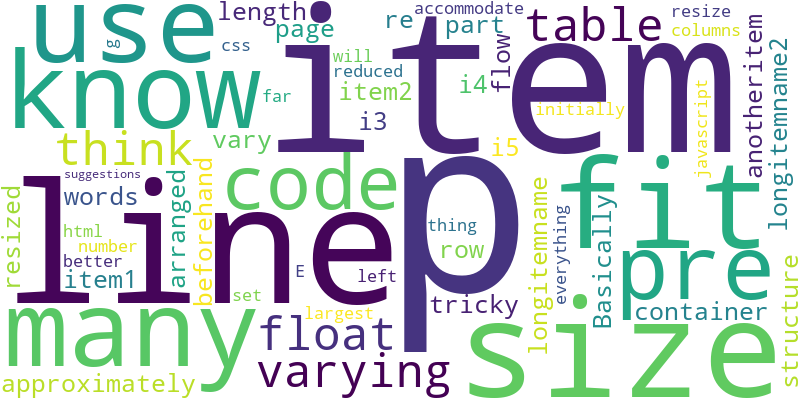 use
length
page
re
accommodate
part
table
resize
columns
gg
css
will
reduced
far
item2
i3
i4
flow
item
initially
i5
javascript
anotheritem
longitemname2
know
think
vary
suggestions
words
html
number
better
item1
resized
arranged
beforehand
code
line
E
set
left
largest
p
thing
row
tricky
longitemname
everything
Basically
fit
pre
container
structure
many
approximately
float
varying
size